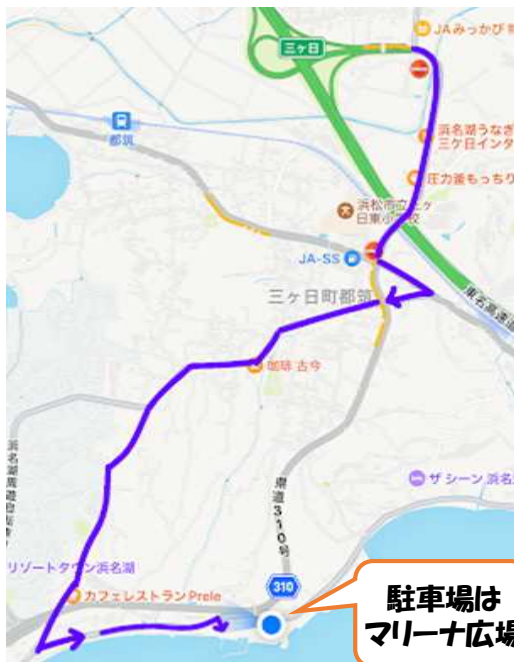 JAみっかび
三ヶ日
都筑
浜名湖うなぎ
三ケ日インタ
圧力釜もっちり
浜松市立三ヶ
日東小学校
JA-SS
三ヶ日町都筑
東名高速道
珈琲 古今
県道310号
ザ シーン 浜名
リゾートタウン浜名湖
カフェレストラン Prele
310
駐車場は
マリーナ広場